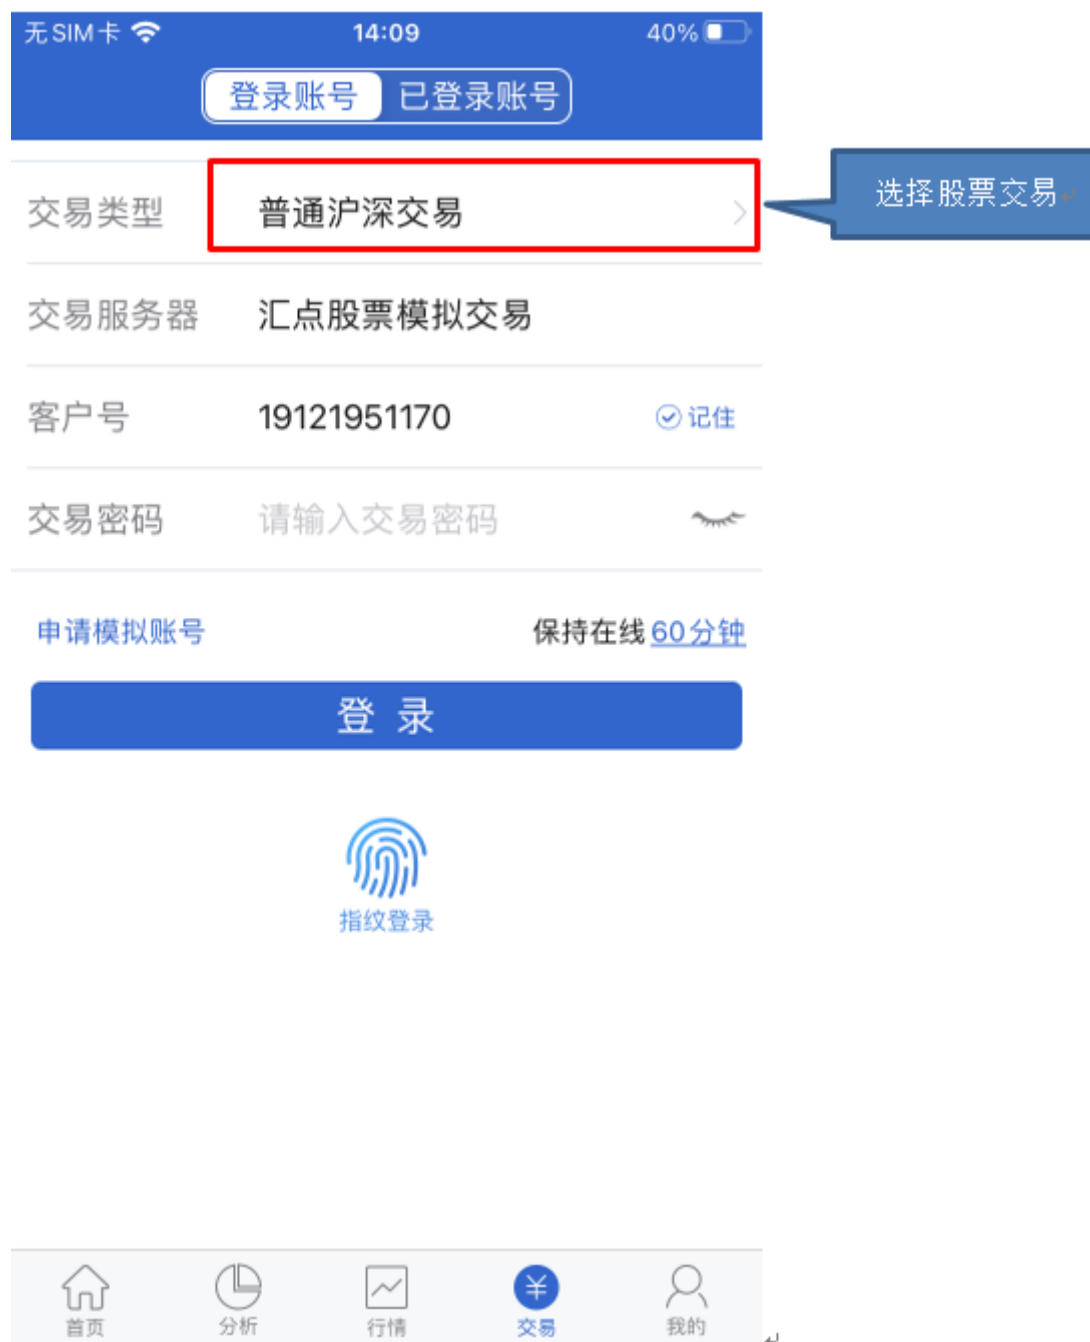 无SIM卡 14:09 40%
登录账号 已登录账号
交易类型 普通沪深交易
选择股票交易
交易服务器 汇点股票模拟交易
客户号 19121951170 记住
交易密码 请输入交易密码
申请模拟账号 保持在线 60分钟
登 录
指纹登录
首页 分析 行情 交易 我的